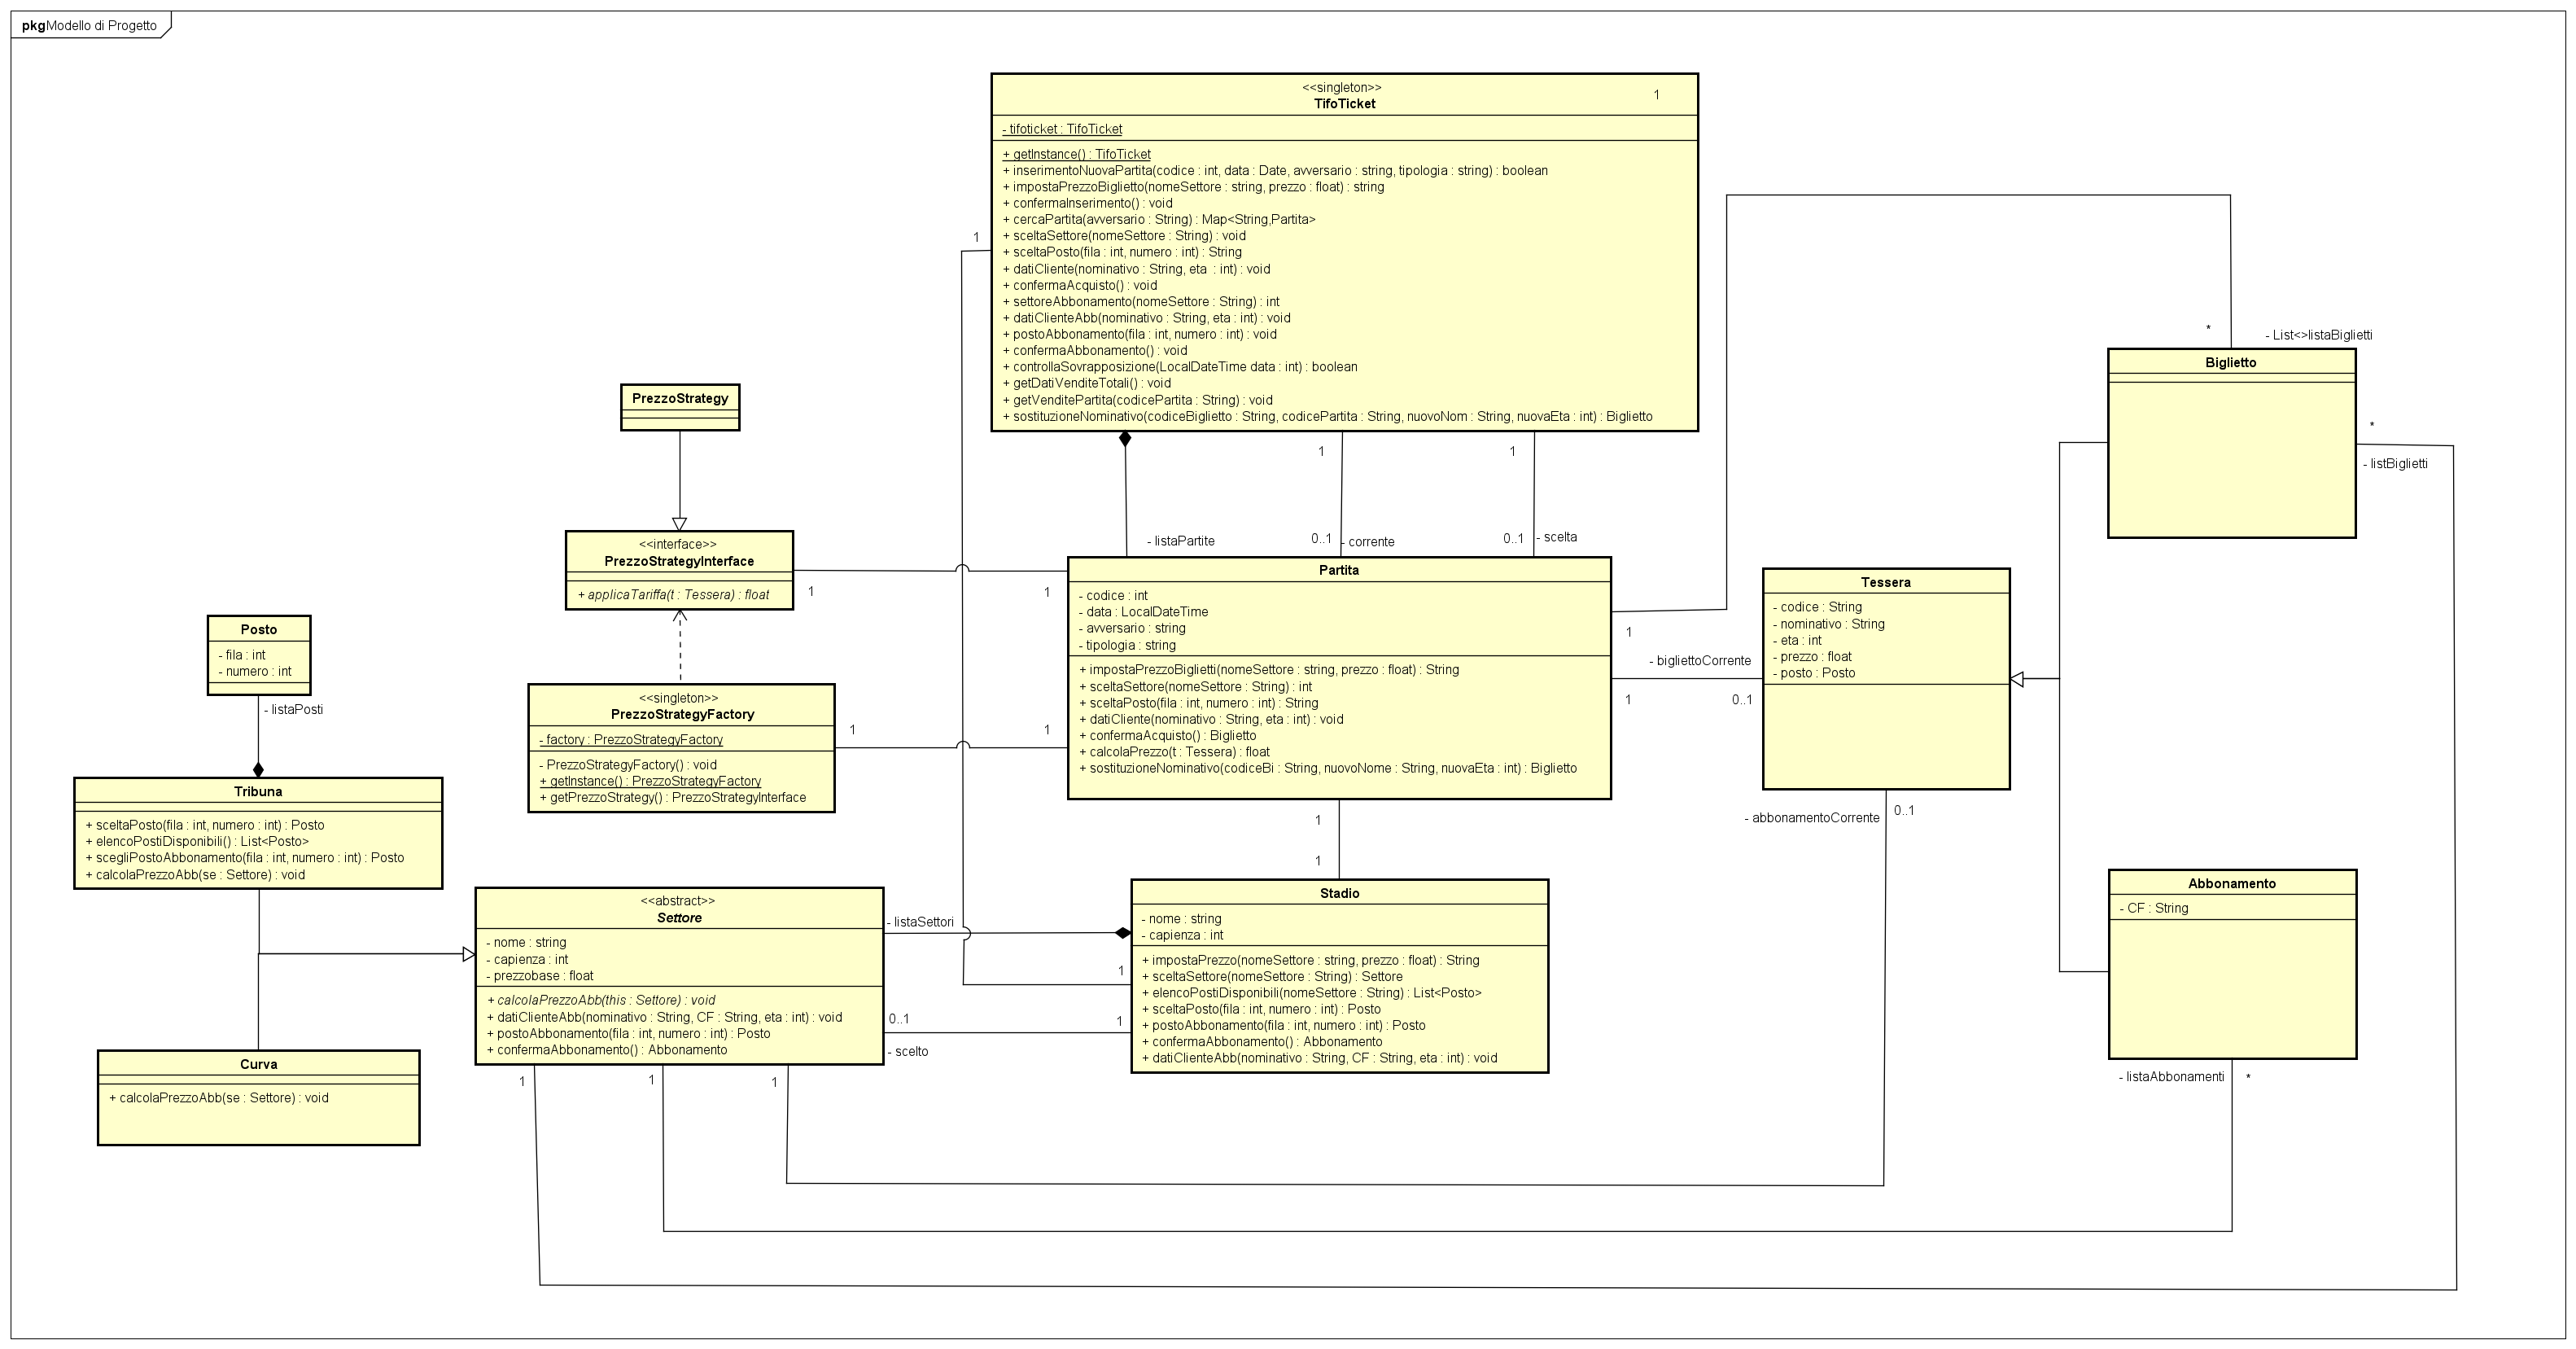 pkg Modello di Progetto
<<singleton>>
TifoTicket
1
- tifoticket : TifoTicket
+ getInstance() : TifoTicket
+ inserimentoNuovaPartita(codice : int, data : Date, avversario : string, tipologia : string) : boolean
+ impostaPrezzoBiglietto(nomeSettore : string, prezzo : float) : string
+ confermaInserimento() : void
+ cercaPartita(avversario : String) : Map<String,Partita>
+ sceltaSettore(nomeSettore : String) : void
+ sceltaPosto(fila : int, numero : int) : String
+ datiCliente(nominativo : String, eta : int) : void
+ confermaAcquisto() : void
+ settoreAbbonamento(nomeSettore : String) : int
+ datiClienteAbb(nominativo : String, eta : int) : void
+ postoAbbonamento(fila : int, numero : int) : void
+ confermaAbbonamento() : void
+ controllaSovrapposizione(LocalDateTime data : int) : boolean
+ getDatiVenditeTotali() : void
+ getVenditePartita(codicePartita : String) : void
+ sostituzioneNominativo(codiceBiglietto : String, codicePartita : String, nuovoNom : String, nuovaEta : int) : Biglietto
1
1
1
- listaPartite
0..1
- corrente
0..1
- scelta
PrezzoStrategy
<<interface>>
PrezzoStrategyInterface
+ applicaTariffa(t : Tessera) : float
1
1
<<singleton>>
PrezzoStrategyFactory
- factory : PrezzoStrategyFactory
- PrezzoStrategyFactory() : void
+ getInstance() : PrezzoStrategyFactory
+ getPrezzoStrategy() : PrezzoStrategyInterface
1
1
Partita
- codice : int
- data : LocalDateTime
- avversario : string
- tipologia : string
+ impostaPrezzoBiglietti(nomeSettore : string, prezzo : float) : String
+ sceltaSettore(nomeSettore : String) : int
+ sceltaPosto(fila : int, numero : int) : String
+ datiCliente(nominativo : String, eta : int) : void
+ confermaAcquisto() : Biglietto
+ calcolaPrezzo(t : Tessera) : float
+ sostituzioneNominativo(codiceBi : String, nuovoNome : String, nuovaEta : int) : Biglietto
1
- bigliettoCorrente
1
0..1
1
1
*
- List<>listaBiglietti
Biglietto
*
- listBiglietti
Tessera
- codice : String
- nominativo : String
- eta : int
- prezzo : float
- posto : Posto
- abbonamentoCorrente
0..1
Abbonamento
- CF : String
- listaAbbonamenti
*
Posto
- fila : int
- numero : int
- listaPosti
Tribuna
+ sceltaPosto(fila : int, numero : int) : Posto
+ elencoPostiDisponibili() : List<Posto>
+ scegliPostoAbbonamento(fila : int, numero : int) : Posto
+ calcolaPrezzoAbb(se : Settore) : void
Curva
+ calcolaPrezzoAbb(se : Settore) : void
<<abstract>>
Settore
- nome : string
- capienza : int
- prezzobase : float
+ calcolaPrezzoAbb(this : Settore) : void
+ datiClienteAbb(nominativo : String, CF : String, eta : int) : void
+ postoAbbonamento(fila : int, numero : int) : Posto
+ confermaAbbonamento() : Abbonamento
1
1
1
- listaSettori
1
0..1
1
- scelto
Stadio
- nome : string
- capienza : int
+ impostaPrezzo(nomeSettore : string, prezzo : float) : String
+ sceltaSettore(nomeSettore : String) : Settore
+ elencoPostiDisponibili(nomeSettore : String) : List<Posto>
+ sceltaPosto(fila : int, numero : int) : Posto
+ postoAbbonamento(fila : int, numero : int) : Posto
+ confermaAbbonamento() : Abbonamento
+ datiClienteAbb(nominativo : String, CF : String, eta : int) : void